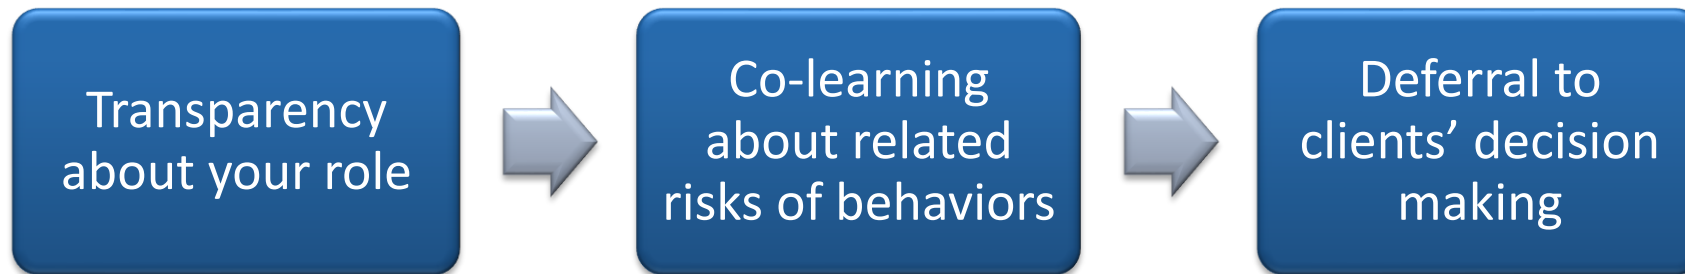 Transparency
about your role
Co-learning
about related
risks of behaviors
Deferral to
clients’ decision
making